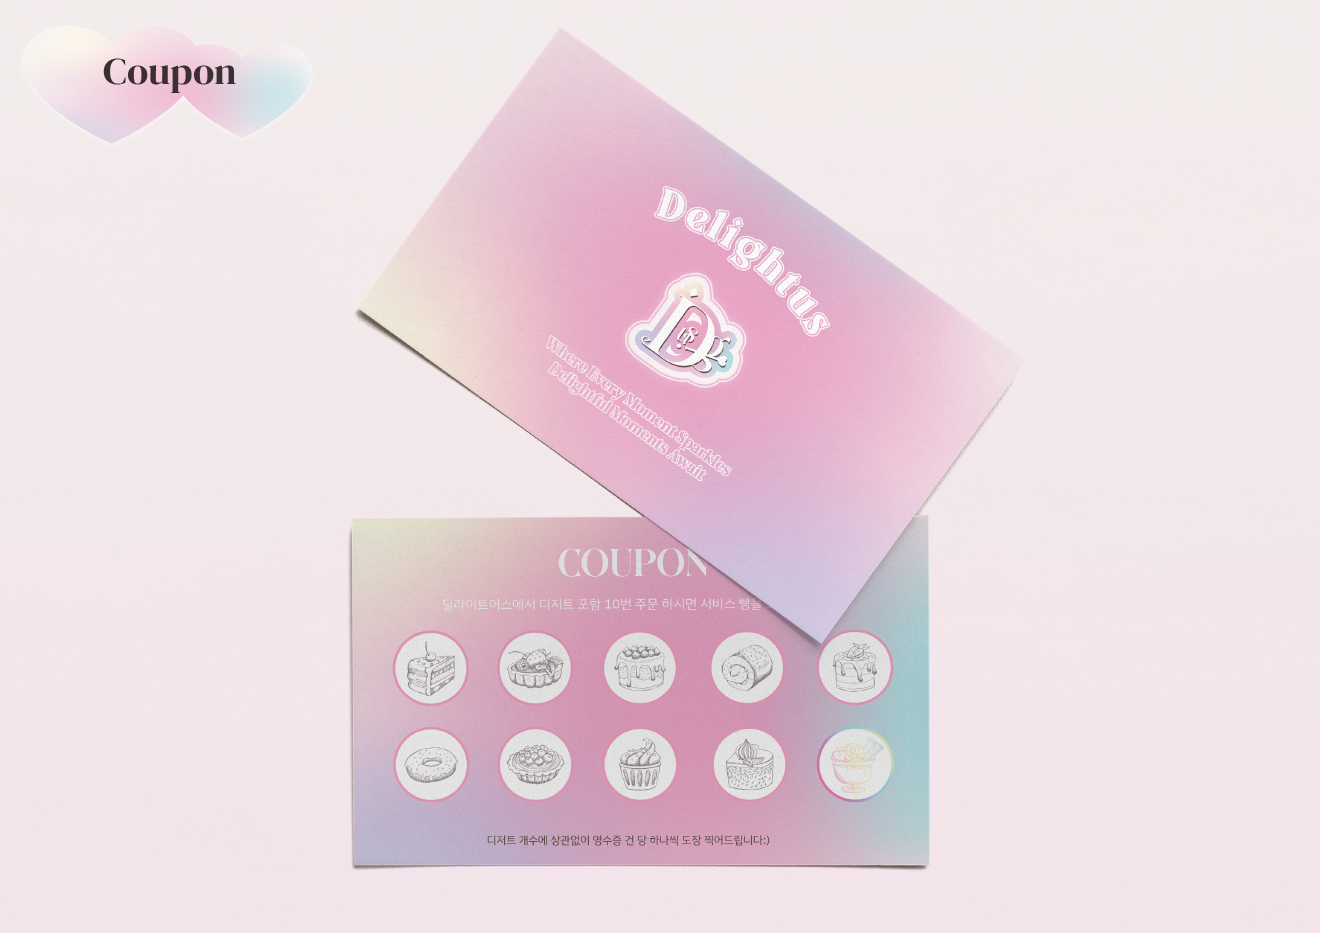 Coupon
Delightus
Where Every Moment Sparkles
Delightful Moments Await
COUPON
딜라이트어스에서 디저트 포함 10번 주문 하시면 서비스 빵을
디저트 개수에 상관없이 영수증 건 당 하나씩 도장 찍어드립니다:)